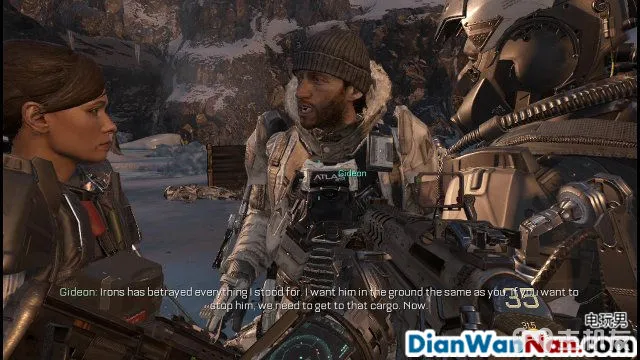 Gideon
ATLAS
Gideon: Irons has betrayed everything I stood for. I want him in the ground the same as you. If you want to
stop him, we need to get to that cargo. Now.
35
315
电玩男
DianWanNan.com